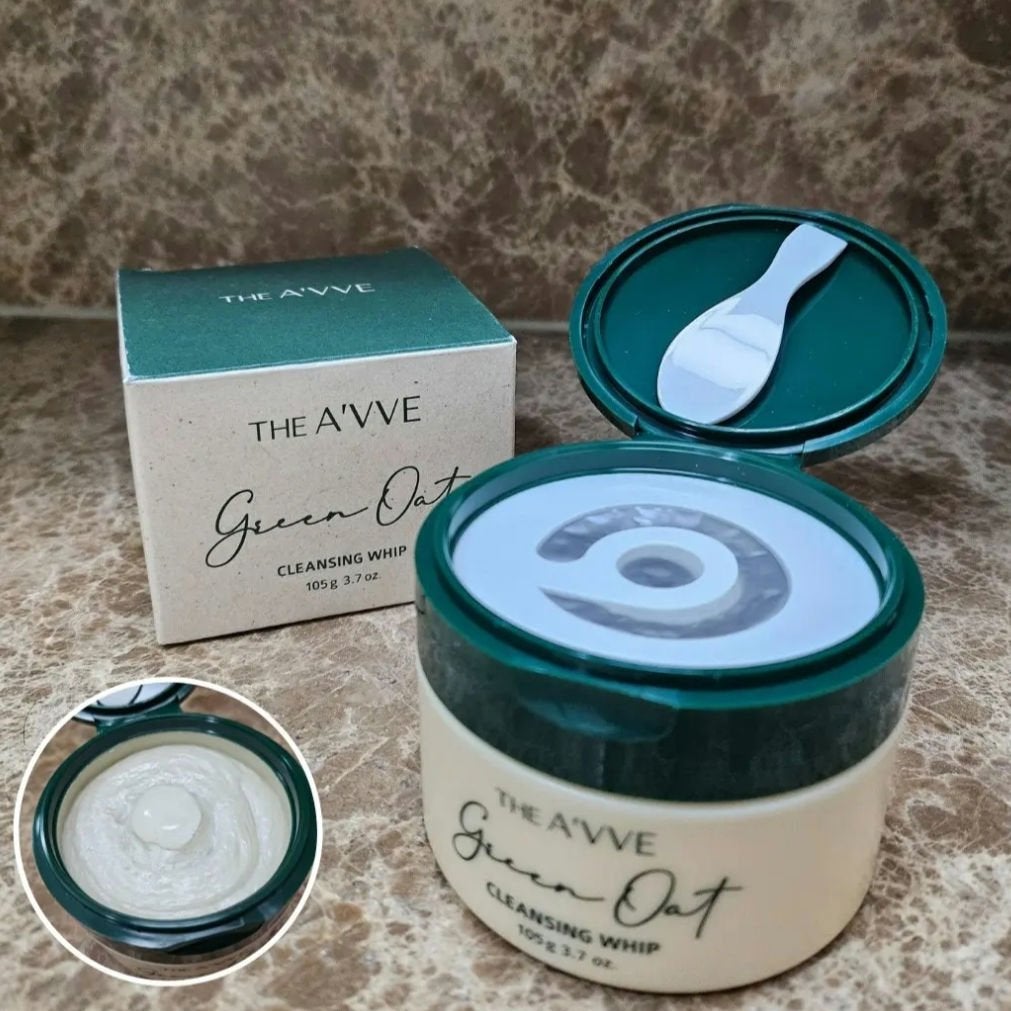 THE A'VVE
THE A'VVE
Green Oat
CLEANSING WHIP
105g 3.7 oz.
THE A'VVE
Green Oat
CLEANSING WHIP
105g 3.7 oz.